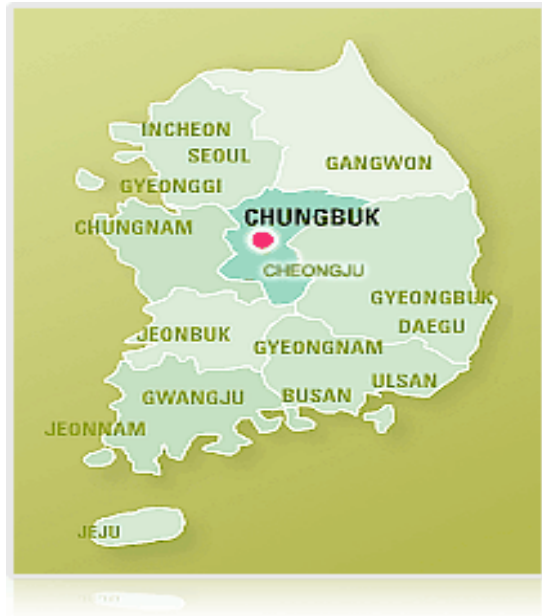 INCHEON
SEOUL
GANGWON
GYEONGGI
CHUNGBUK
CHUNGNAM
CHEONGJU
GYEONGBUK
DAEGU
JEONBUK
GYEONGNAM
ULSAN
GWANGJU
BUSAN
JEONNAM
JEJU